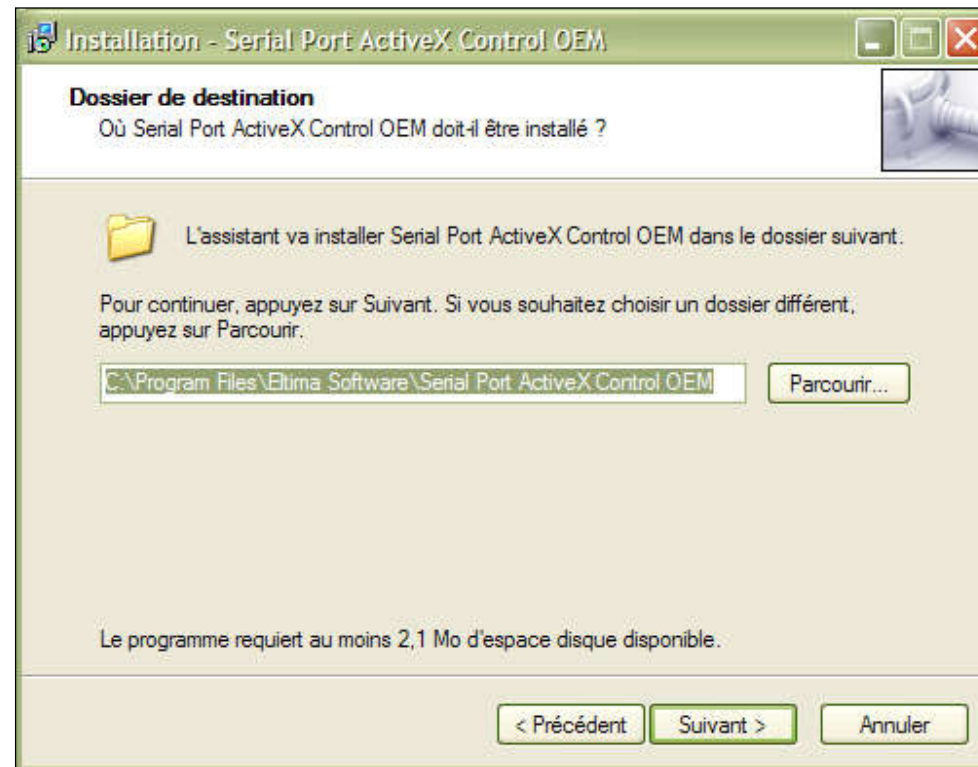 Installation - Serial Port ActiveX Control OEM
Dossier de destination
Où Serial Port ActiveX Control OEM doit-il être installé ?
L'assistant va installer Serial Port ActiveX Control OEM dans le dossier suivant.
Pour continuer, appuyez sur Suivant. Si vous souhaitez choisir un dossier différent,
appuyez sur Parcourir.
C:\Program Files\Eltima Software\Serial Port ActiveX Control OEM
Parcourir...
Le programme requiert au moins 2,1 Mo d'espace disque disponible.
< Précédent
Suivant >
Annuler